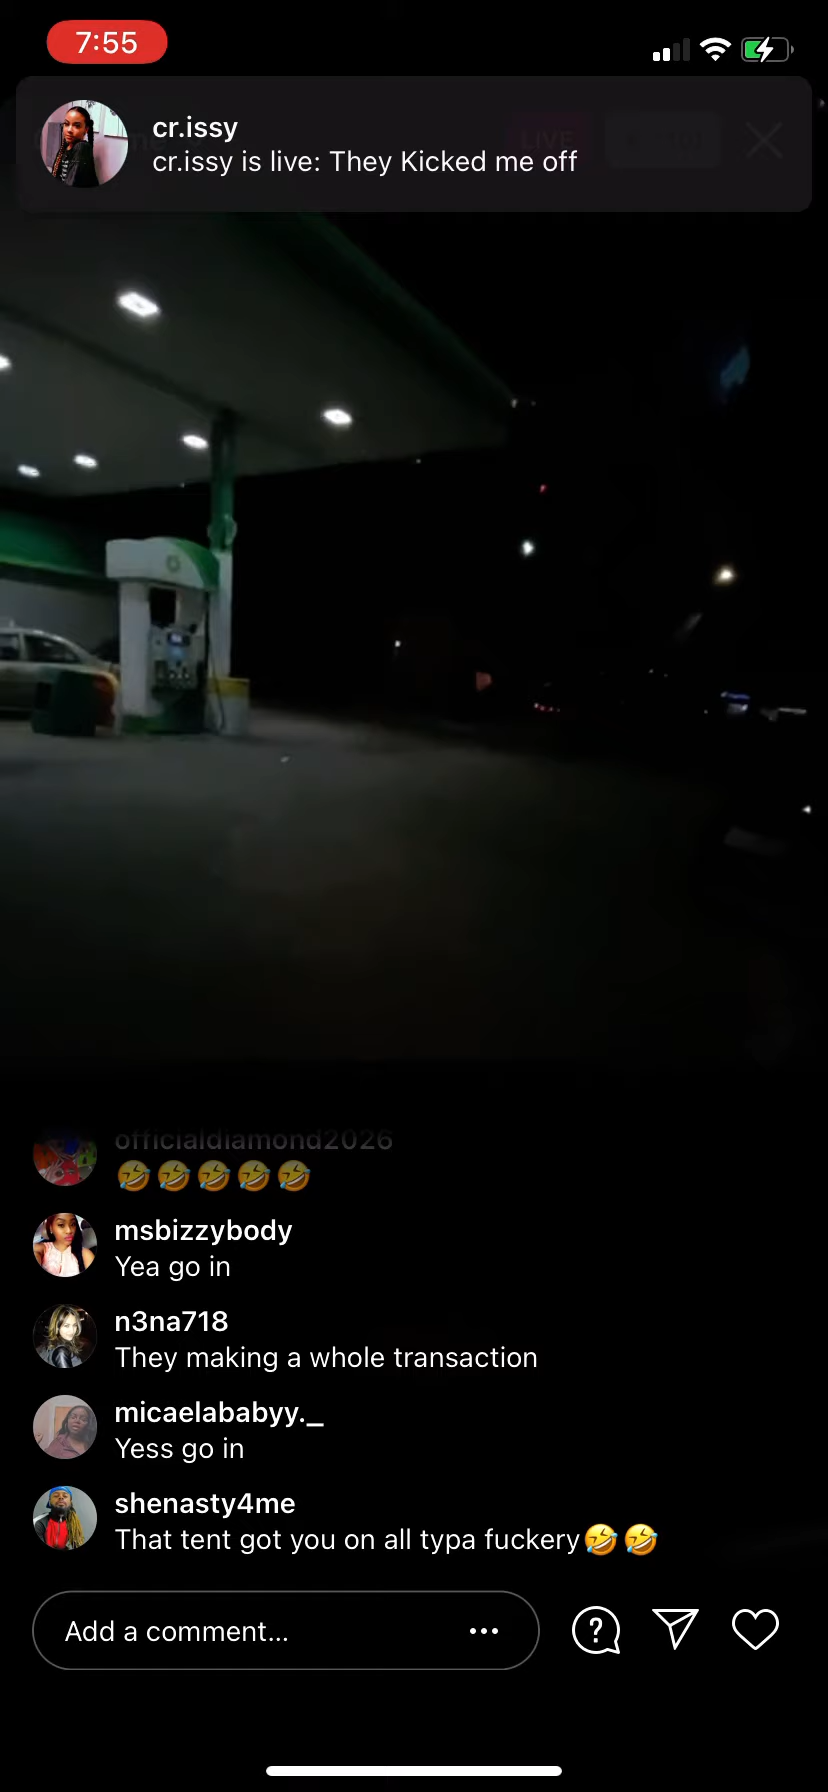 7:55
cr.issy
cr.issy is live: They Kicked me off
LIVE
officialdiamond2026
🤣🤣🤣🤣🤣
msbizzybody
Yea go in
n3na718
They making a whole transaction
micaelababyy._
Yess go in
shenasty4me
That tent got you on all typa fuckery🤣🤣
Add a comment...